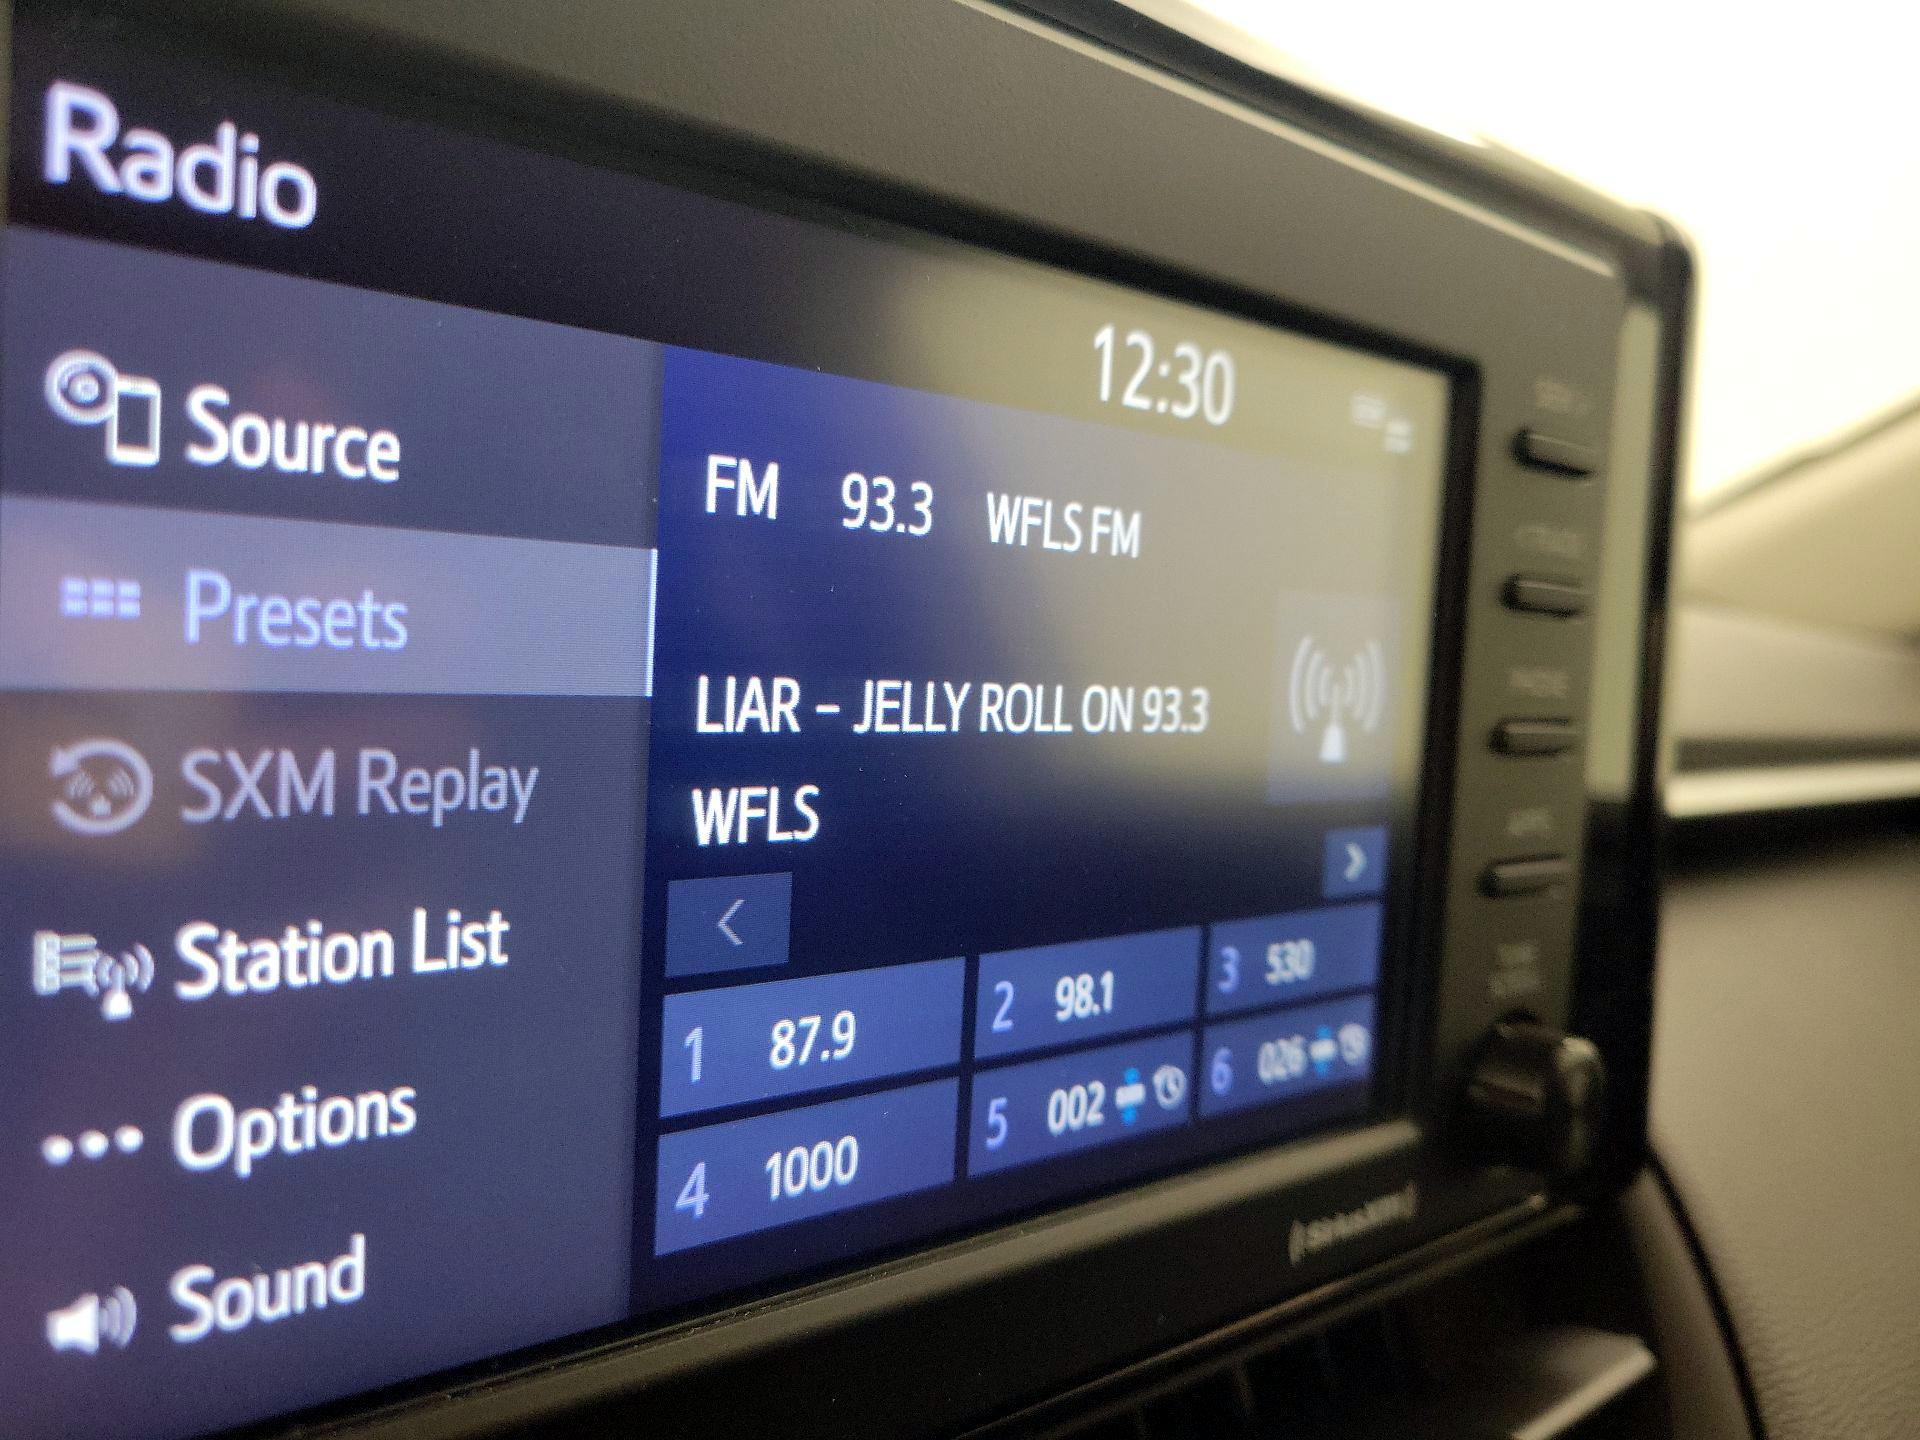 Radio
12:30
Source
Presets
SXM Replay
Station List
Options
Sound
FM 93.3 WFLS FM
LIAR – JELLY ROLL ON 93.3
WFLS
1 87.9
2 98.1
3 530
4 1000
5 002
6 026
SiriusXM